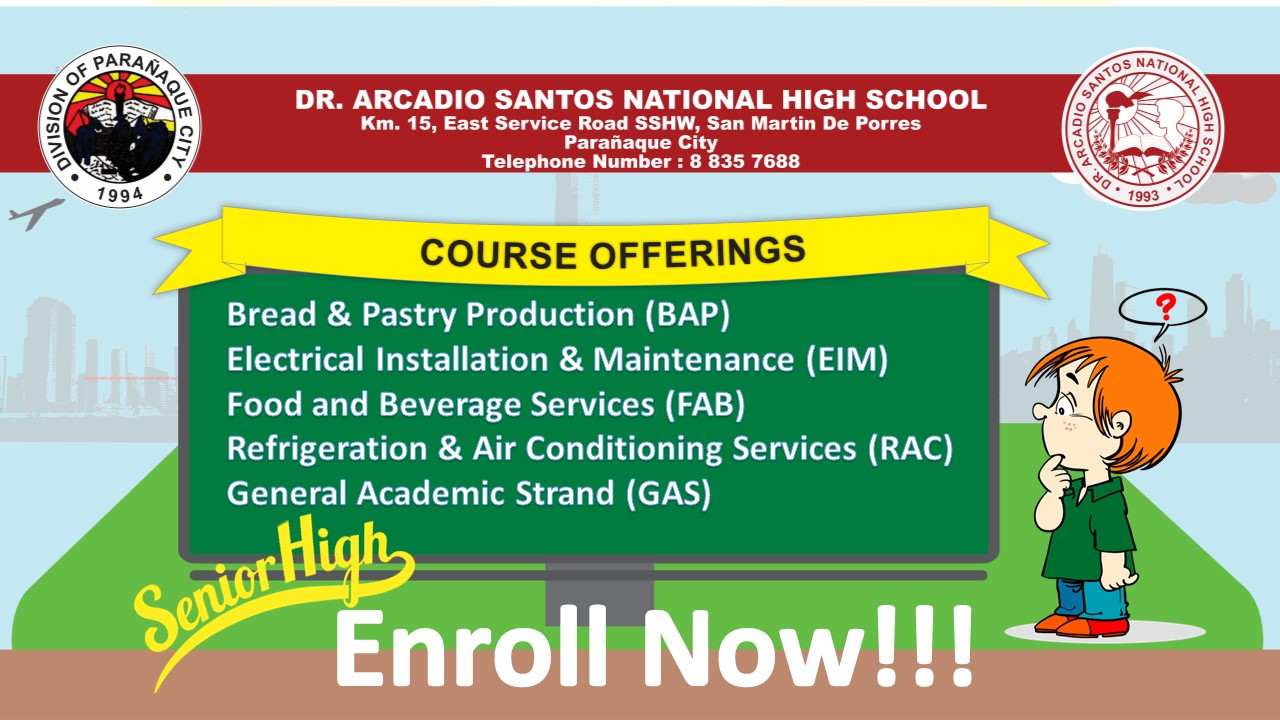 DIVISION OF PARAÑAQUE CITY
1994
DR. ARCADIO SANTOS NATIONAL HIGH SCHOOL
Km. 15, East Service Road SSHW, San Martin De Porres
Parañaque City
Telephone Number : 8 835 7688
DR. ARCADIO SANTOS NATIONAL HIGH SCHOOL
1993
COURSE OFFERINGS
Bread & Pastry Production (BAP)
Electrical Installation & Maintenance (EIM)
Food and Beverage Services (FAB)
Refrigeration & Air Conditioning Services (RAC)
General Academic Strand (GAS)
?
Senior High
Enroll Now!!!